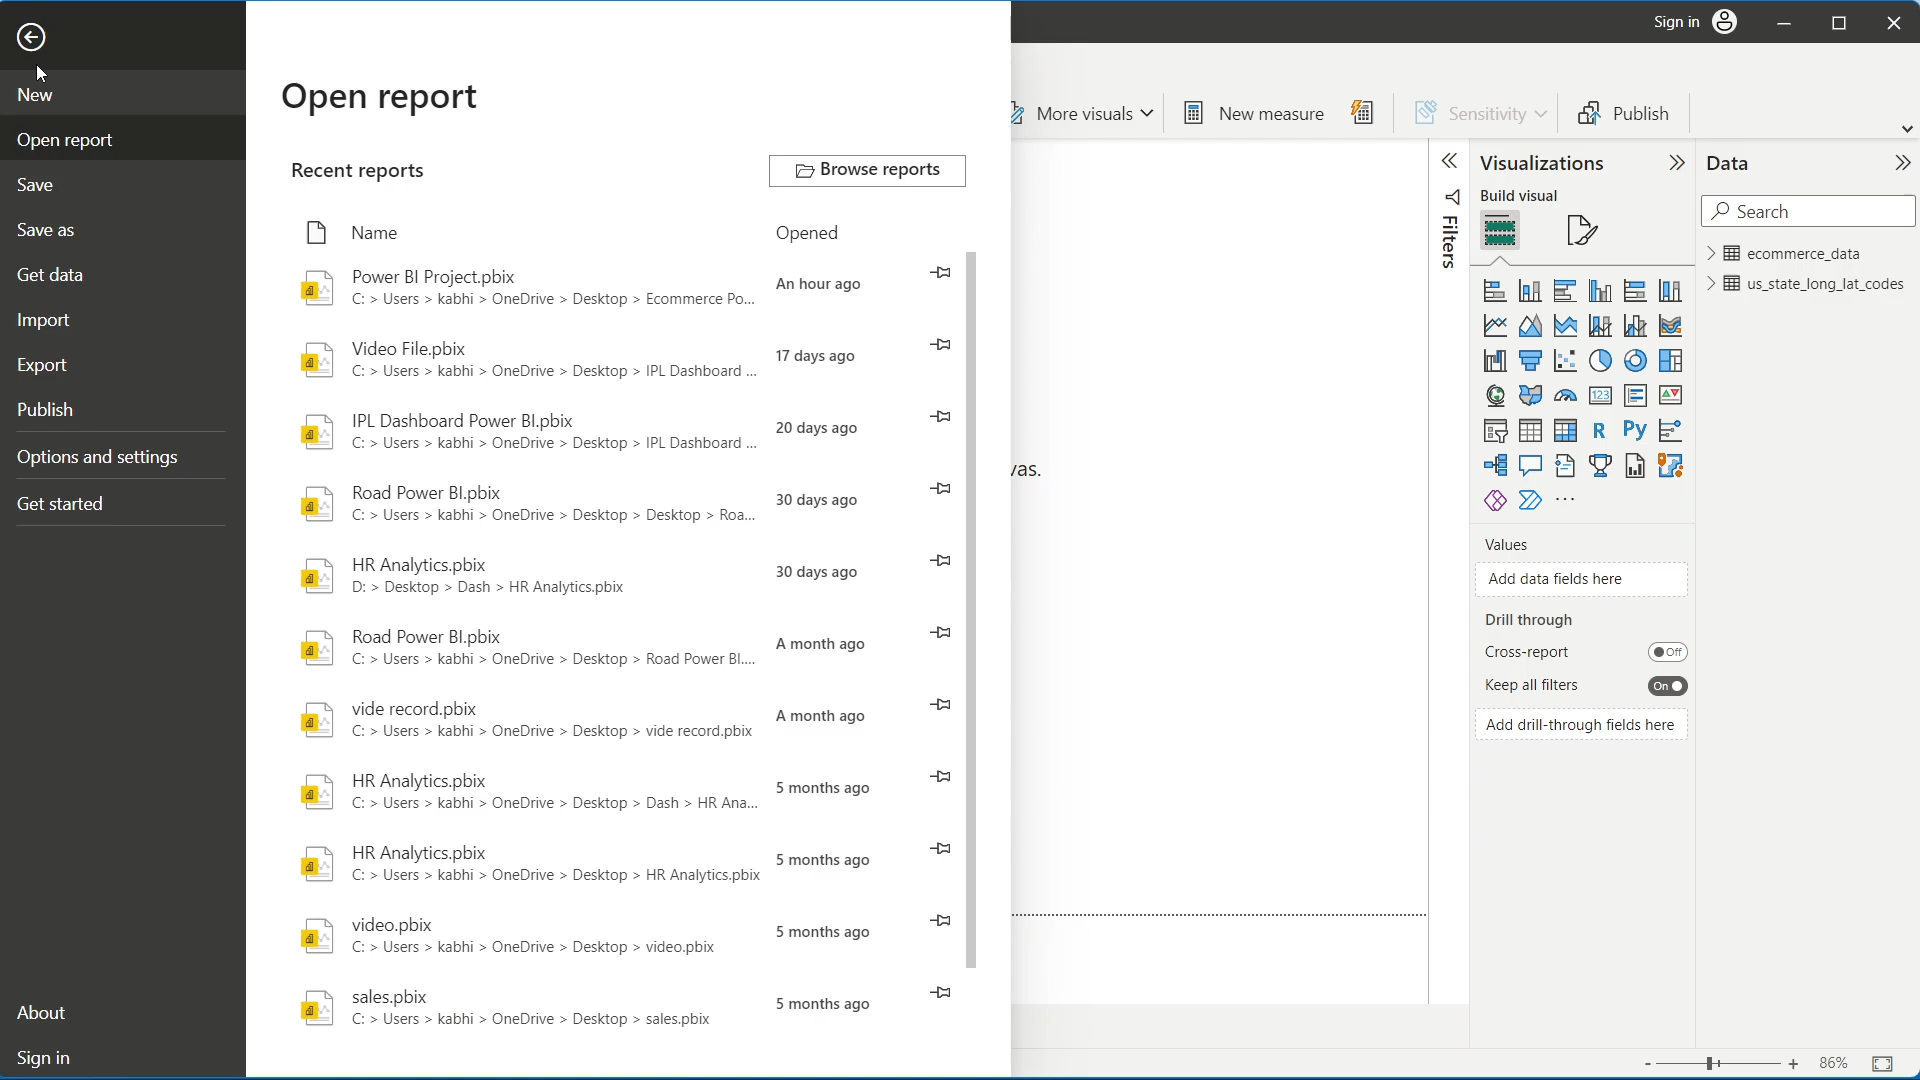 Sign in
New
Open report
Save
Save as
Get data
Import
Export
Publish
Options and settings
Get started
About
Sign in
Open report
Recent reports
Browse reports
Name Opened
Power BI Project.pbix
C: > Users > kabhi > OneDrive > Desktop > Ecommerce Po...
An hour ago
Video File.pbix
C: > Users > kabhi > OneDrive > Desktop > IPL Dashboard ...
17 days ago
IPL Dashboard Power BI.pbix
C: > Users > kabhi > OneDrive > Desktop > IPL Dashboard ...
20 days ago
Road Power BI.pbix
C: > Users > kabhi > OneDrive > Desktop > Desktop > Roa...
30 days ago
HR Analytics.pbix
D: > Desktop > Dash > HR Analytics.pbix
30 days ago
Road Power BI.pbix
C: > Users > kabhi > OneDrive > Desktop > Road Power BI....
A month ago
vide record.pbix
C: > Users > kabhi > OneDrive > Desktop > vide record.pbix
A month ago
HR Analytics.pbix
C: > Users > kabhi > OneDrive > Desktop > Dash > HR Ana...
5 months ago
HR Analytics.pbix
C: > Users > kabhi > OneDrive > Desktop > HR Analytics.pbix
5 months ago
video.pbix
C: > Users > kabhi > OneDrive > Desktop > video.pbix
5 months ago
sales.pbix
C: > Users > kabhi > OneDrive > Desktop > sales.pbix
5 months ago
More visuals
New measure
Sensitivity
Publish
vas.
Filters
Visualizations
Build visual
123
R
Py
...
Values
Add data fields here
Drill through
Cross-report Off
Keep all filters On
Add drill-through fields here
Data
Search
ecommerce_data
us_state_long_lat_codes
- + 86%